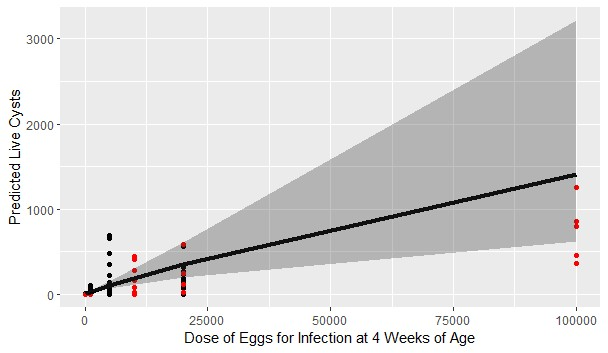 Predicted Live Cysts
3000
2000
1000
0
0 25000 50000 75000 100000
Dose of Eggs for Infection at 4 Weeks of Age